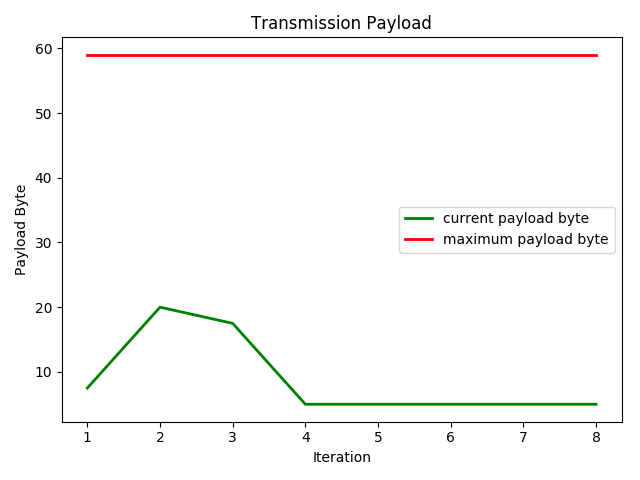 Transmission Payload
60
50
40
30
20
10
Payload Byte
current payload byte
maximum payload byte
1 2 3 4 5 6 7 8
Iteration